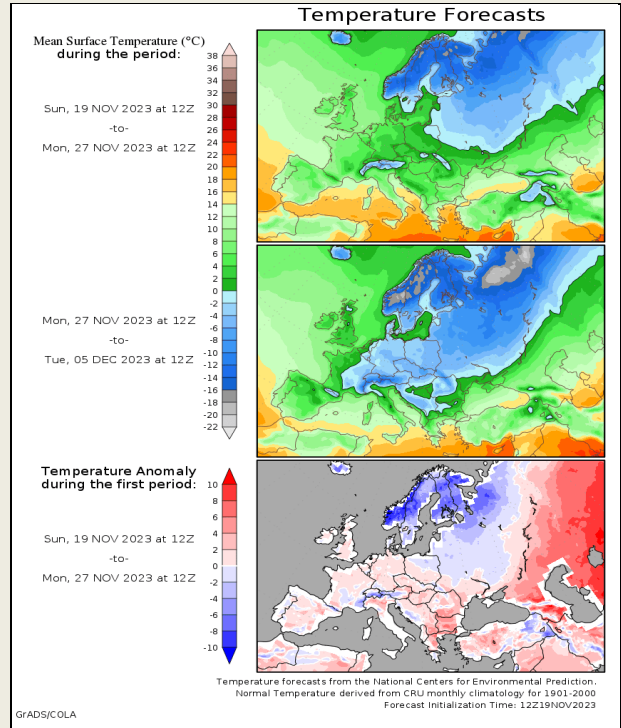 Temperature Forecasts
Mean Surface Temperature (°C)
during the period:
Sun, 19 NOV 2023 at 12Z
-to-
Mon, 27 NOV 2023 at 12Z
38
36
34
32
30
28
26
24
22
20
18
16
14
12
10
8
6
4
2
0
-2
-4
-6
-8
-10
-12
-14
-16
-18
-20
-22
Mon, 27 NOV 2023 at 12Z
-to-
Tue, 05 DEC 2023 at 12Z
Temperature Anomaly
during the first period:
Sun, 19 NOV 2023 at 12Z
-to-
Mon, 27 NOV 2023 at 12Z
10
8
6
4
2
0
-2
-4
-6
-8
-10
Temperature forecasts from the National Centers for Environmental Prediction.
Normal Temperature derived from CRU monthly climatology for 1901-2000
Forecast Initialization Time: 12Z19NOV2023
GrADS/COLA